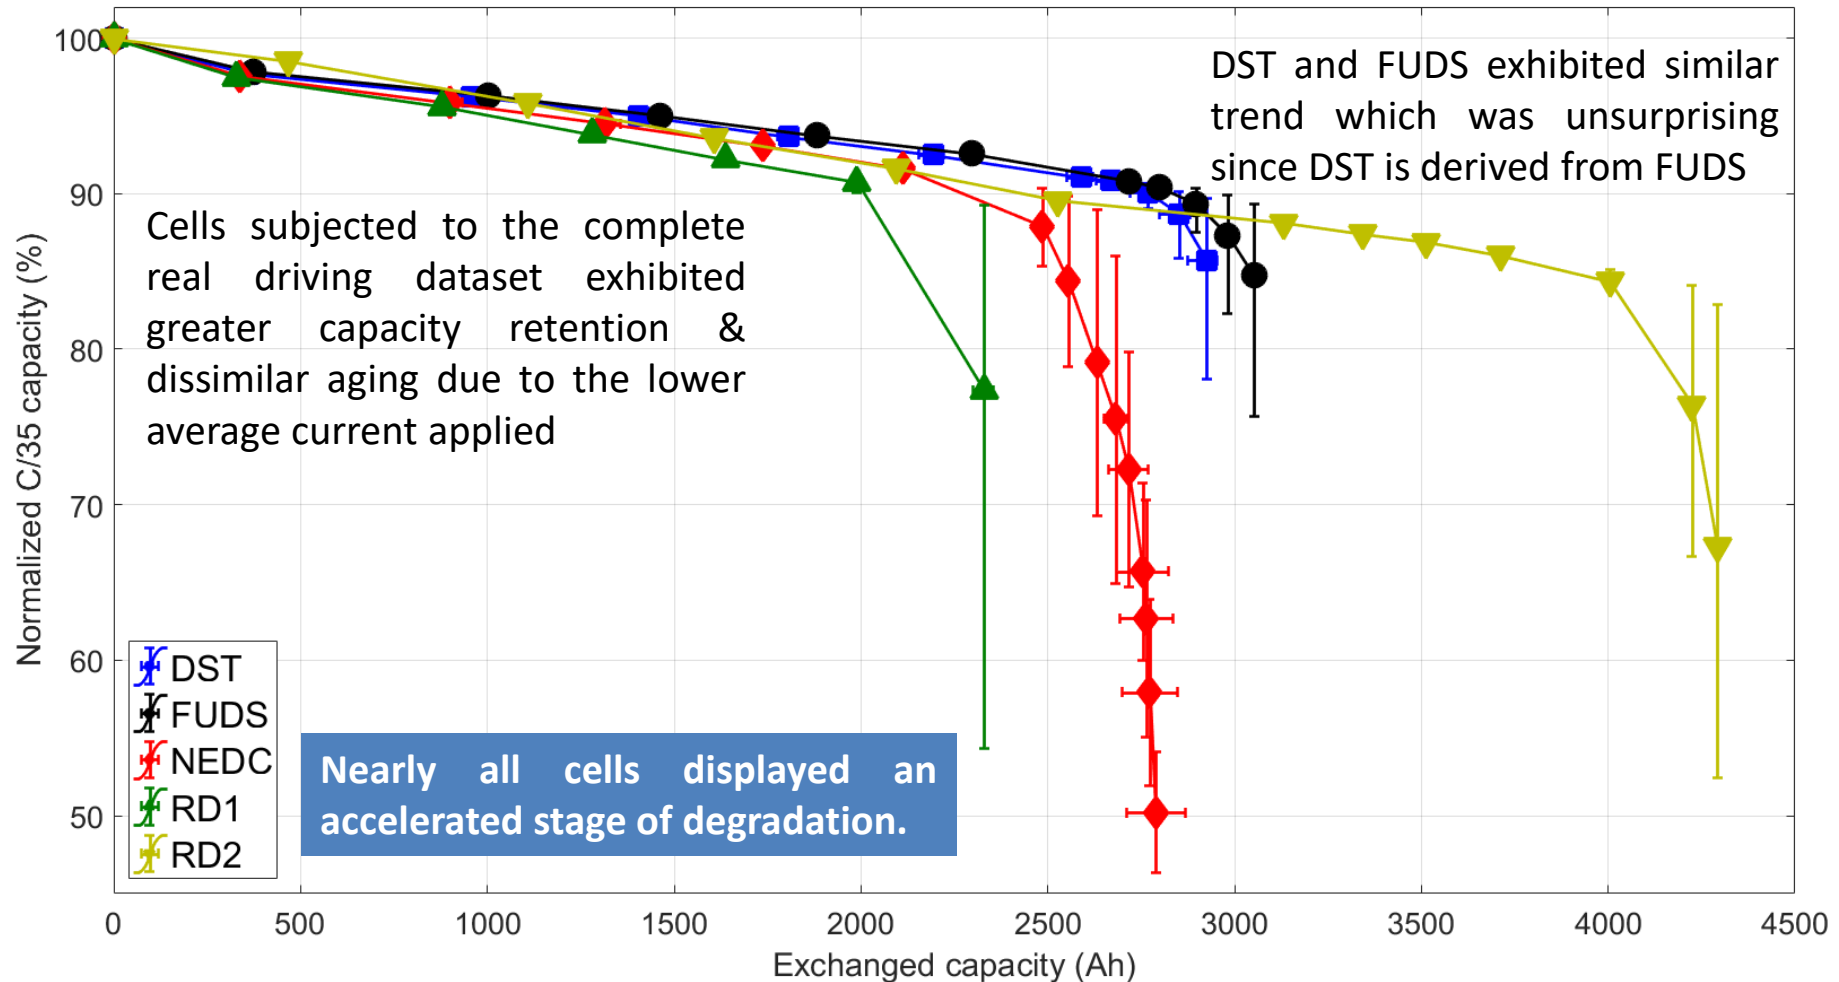 DST and FUDS exhibited similar
trend which was unsurprising
since DST is derived from FUDS
Cells subjected to the complete
real driving dataset exhibited
greater capacity retention &
dissimilar aging due to the lower
average current applied
Nearly all cells displayed an
accelerated stage of degradation.
Normalized C/35 capacity (%)
100
90
80
70
60
50
DST
FUDS
NEDC
RD1
RD2
0 500 1000 1500 2000 2500 3000 3500 4000 4500
Exchanged capacity (Ah)